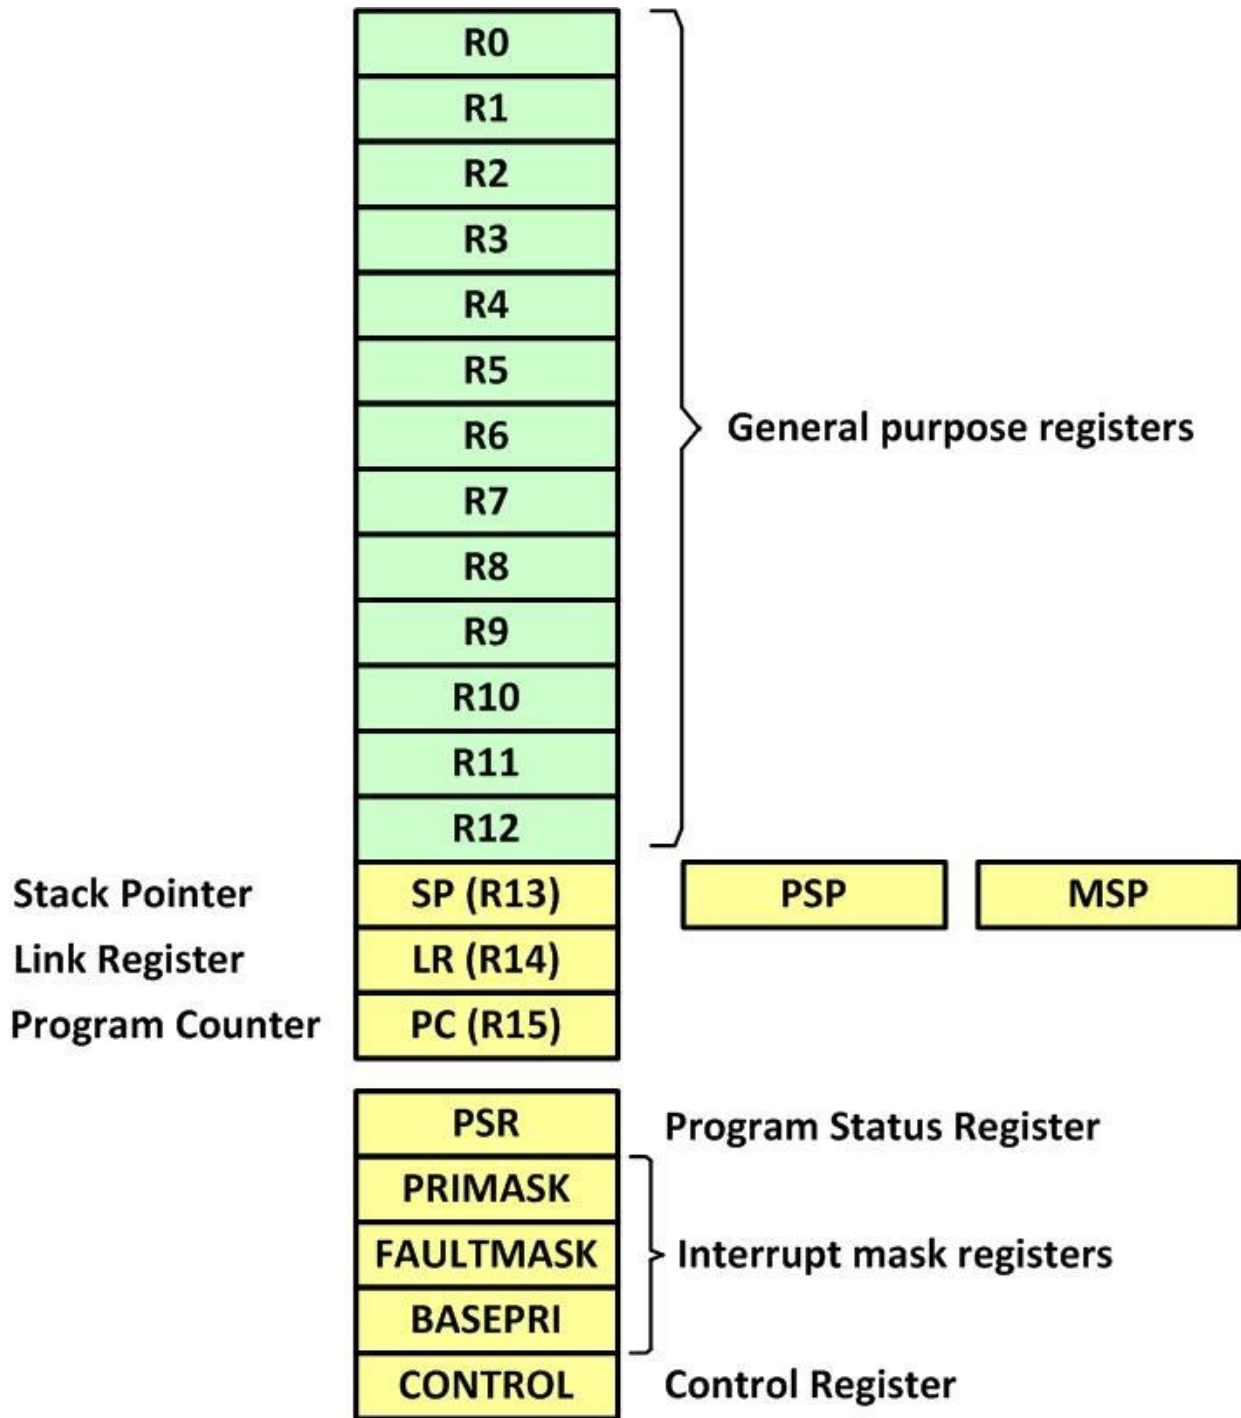 R0
R1
R2
R3
R4
R5
R6
General purpose registers
R7
R8
R9
R10
R11
R12
Stack Pointer SP (R13) PSP MSP
Link Register LR (R14)
Program Counter PC (R15)
PSR Program Status Register
PRIMASK
FAULTMASK Interrupt mask registers
BASEPRI
CONTROL Control Register